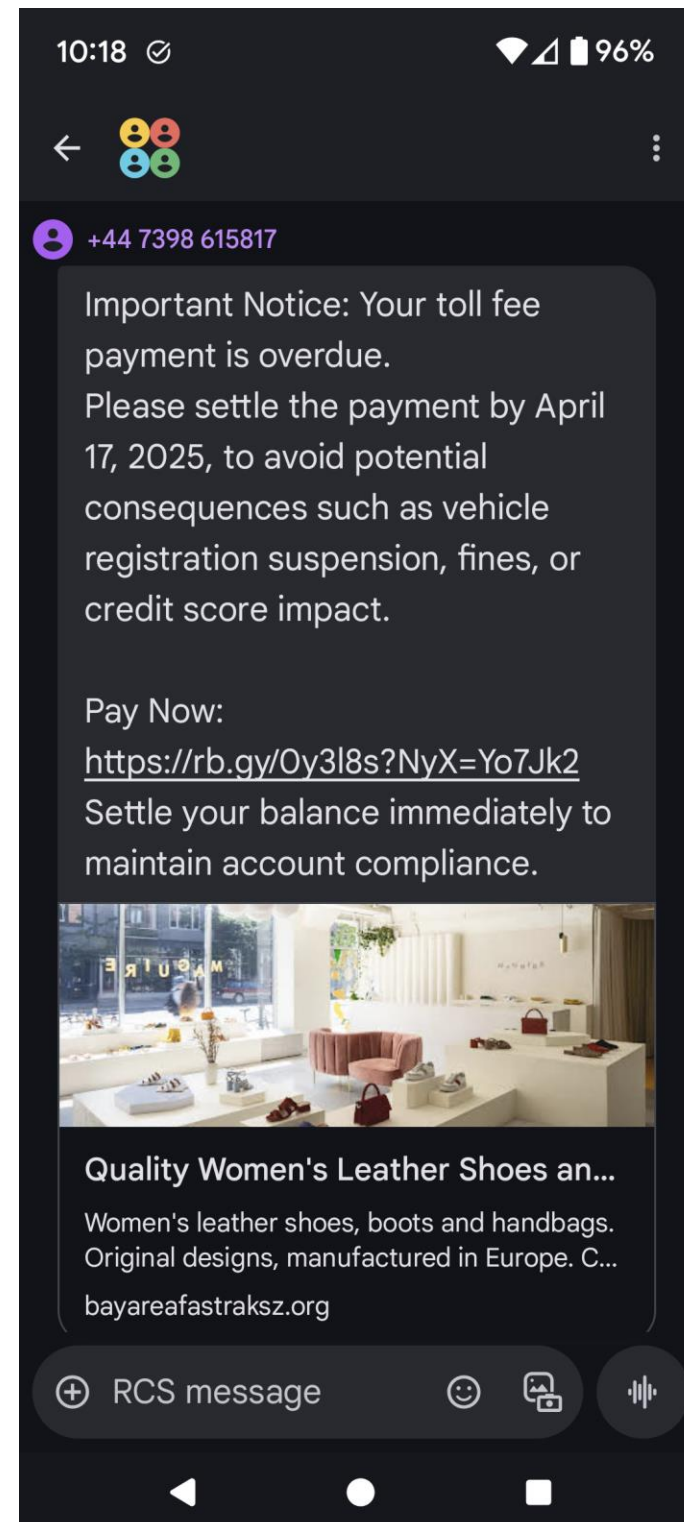 10:18 96%
+44 7398 615817
Important Notice: Your toll fee
payment is overdue.
Please settle the payment by April
17, 2025, to avoid potential
consequences such as vehicle
registration suspension, fines, or
credit score impact.
Pay Now:
https://rb.gy/0y3l8s?NyX=Yo7Jk2
Settle your balance immediately to
maintain account compliance.
MAGUIRE
Quality Women's Leather Shoes an...
Women's leather shoes, boots and handbags.
Original designs, manufactured in Europe. C...
bayareafastraksz.org
RCS message